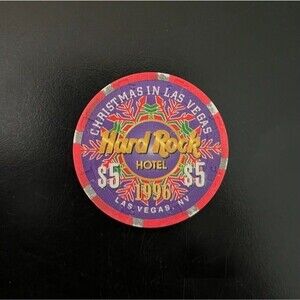 CHRISTMAS IN LAS VEGAS
Hard Rock
HOTEL
$5 $5
1996
LAS VEGAS, NV